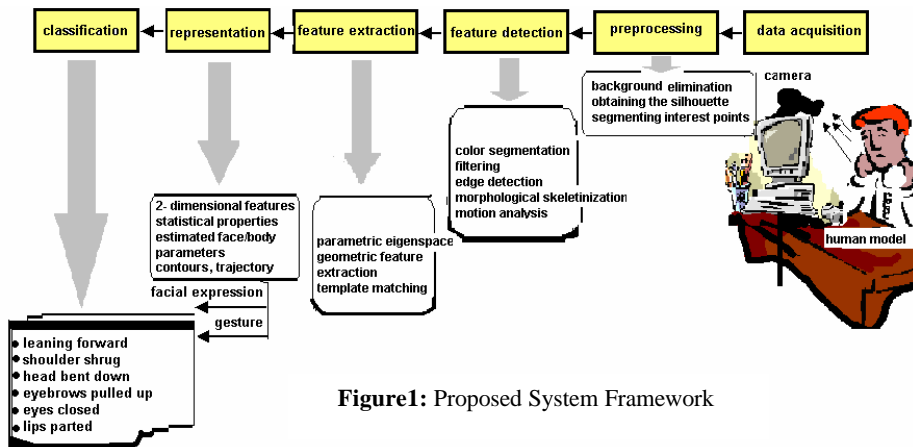 classification
representation
feature extraction
feature detection
preprocessing
data acquisition
background elimination
obtaining the silhouette
segmenting interest points
camera
color segmentation
filtering
edge detection
morphological skeletinization
motion analysis
2- dimensional features
statistical properties
estimated face/body
parameters
contours, trajectory
parametric eigenspace
geometric feature
extraction
template matching
human model
facial expression
gesture
leaning forward
shoulder shrug
head bent down
eyebrows pulled up
eyes closed
lips parted
Figure1: Proposed System Framework